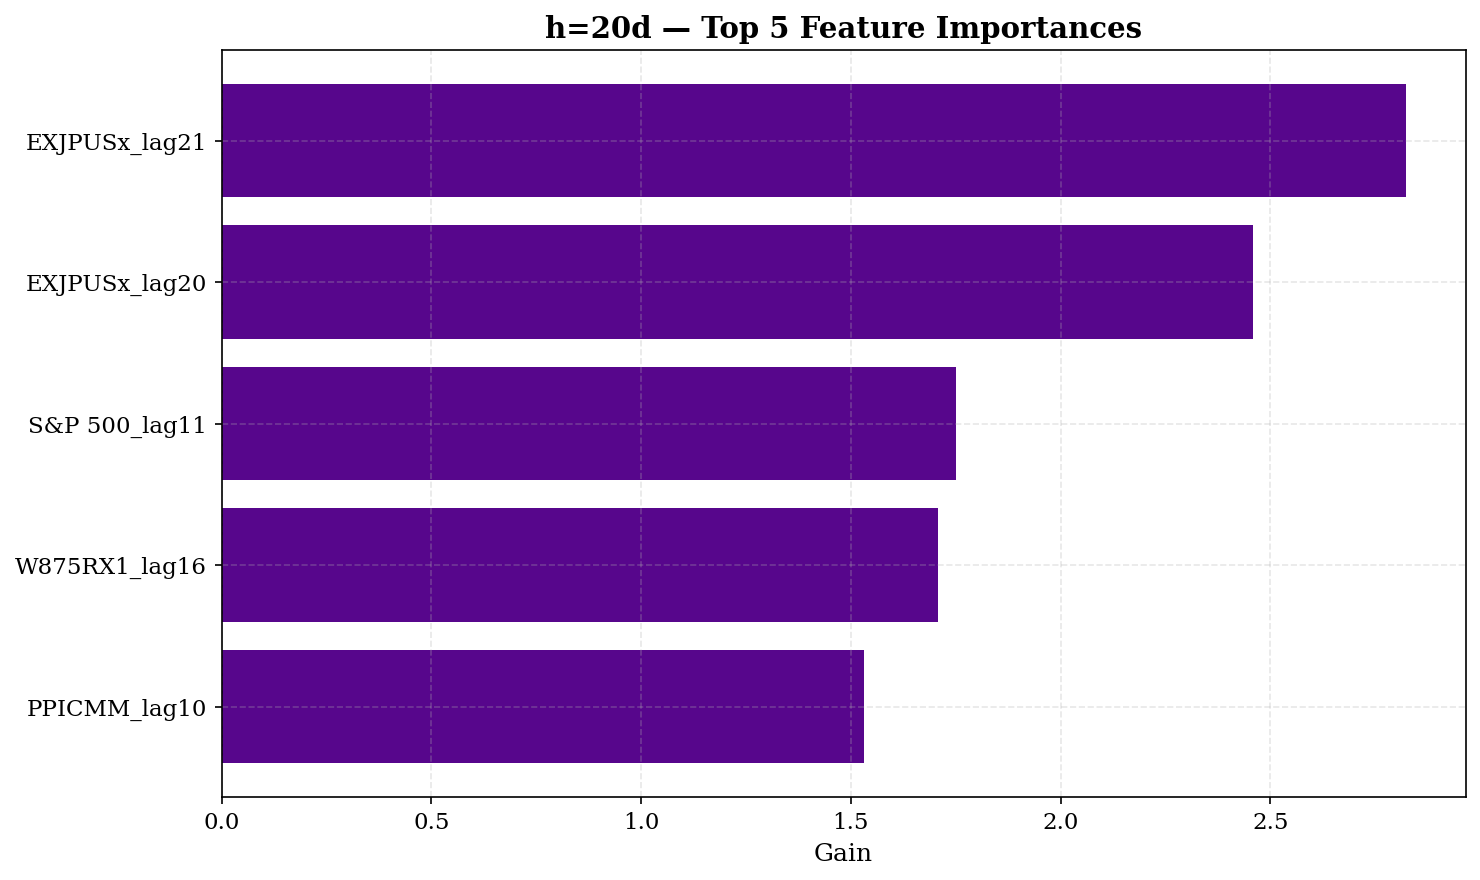 h=20d — Top 5 Feature Importances
EXJPUSx_lag21
EXJPUSx_lag20
S&P 500_lag11
W875RX1_lag16
PPICMM_lag10
0.0 0.5 1.0 1.5 2.0 2.5
Gain